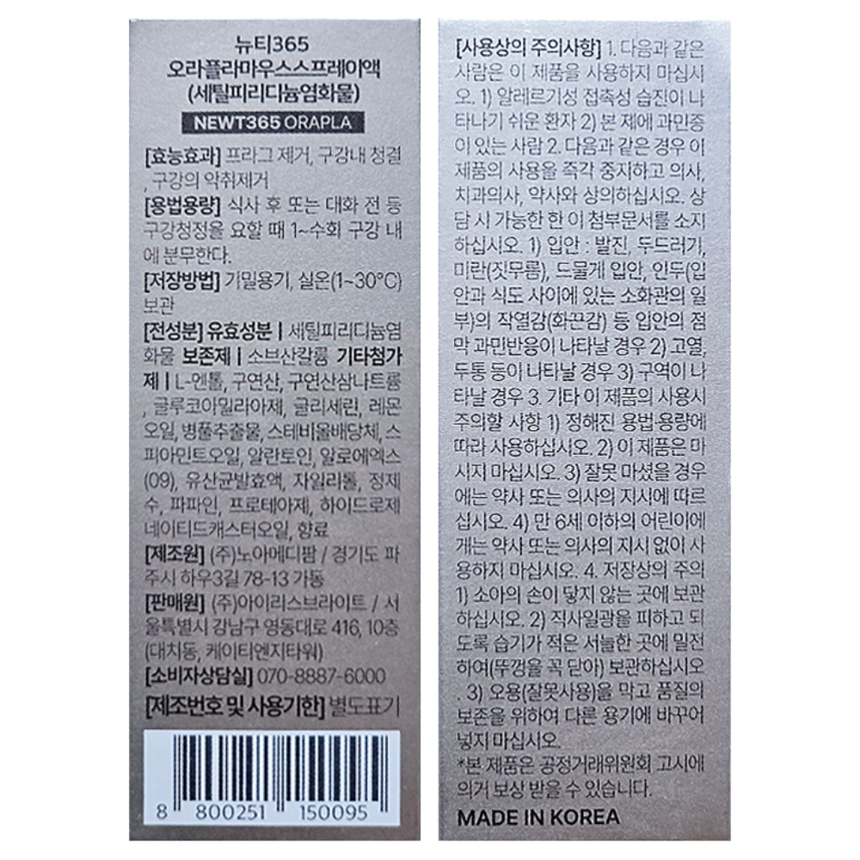 뉴티365
오라플라마우스스프레이액
(세틸피리디늄염화물)
NEWT365 ORAPLA
[효능효과] 프라그 제거, 구강내 청결
, 구강의 악취제거
[용법용량] 식사 후 또는 대화 전 등
구강청정을 요할 때 1~수회 구강 내
에 분무한다.
[저장방법] 기밀용기, 실온(1~30°C)
보관
[전성분] 유효성분 | 세틸피리디늄염
화물 보존제 | 소브산칼륨 기타첨가
제 | L-멘톨, 구연산, 구연산삼나트륨
, 글루코아밀라아제, 글리세린, 레몬
오일, 병풀추출물, 스테비올배당체, 스
피아민트오일, 알란토인, 알로에엑스
(09), 유산균발효액, 자일리톨, 정제
수, 파파인, 프로테아제, 하이드로제
네이티드캐스터오일, 향료
[제조원] (주)노아메디팜 / 경기도 파
주시 하우3길 78-13 가동
[판매원] (주)아이리스브라이트 / 서
울특별시 강남구 영동대로 416, 10층
(대치동, 케이티엔지타워)
[소비자상담실] 070-8887-6000
[제조번호 및 사용기한] 별도표기
8 800251 150095
[사용상의 주의사항] 1. 다음과 같은
사람은 이 제품을 사용하지 마십시
오. 1) 알레르기성 접촉성 습진이 나
타나기 쉬운 환자 2) 본 제에 과민증
이 있는 사람 2. 다음과 같은 경우 이
제품의 사용을 즉각 중지하고 의사,
치과의사, 약사와 상의하십시오. 상
담 시 가능한 한 이 첨부문서를 소지
하십시오. 1) 입안 : 발진, 두드러기,
미란(짓무름), 드물게 입안, 인두(입
안과 식도 사이에 있는 소화관의 일
부)의 작열감(화끈감) 등 입안의 점
막 과민반응이 나타날 경우 2) 고열,
두통 등이 나타날 경우 3) 구역이 나
타날 경우 3. 기타 이 제품의 사용시
주의할 사항 1) 정해진 용법·용량에
따라 사용하십시오. 2) 이 제품은 마
시지 마십시오. 3) 잘못 마셨을 경우
에는 약사 또는 의사의 지시에 따르
십시오. 4) 만 6세 이하의 어린이에
게는 약사 또는 의사의 지시 없이 사
용하지 마십시오. 4. 저장상의 주의
1) 소아의 손이 닿지 않는 곳에 보관
하십시오. 2) 직사일광을 피하고 되
도록 습기가 적은 서늘한 곳에 밀전
하여(뚜껑을 꼭 닫아) 보관하십시오
. 3) 오용(잘못사용)을 막고 품질의
보존을 위하여 다른 용기에 바꾸어
넣지 마십시오.
*본 제품은 공정거래위원회 고시에
의거 보상 받을 수 있습니다.
MADE IN KOREA